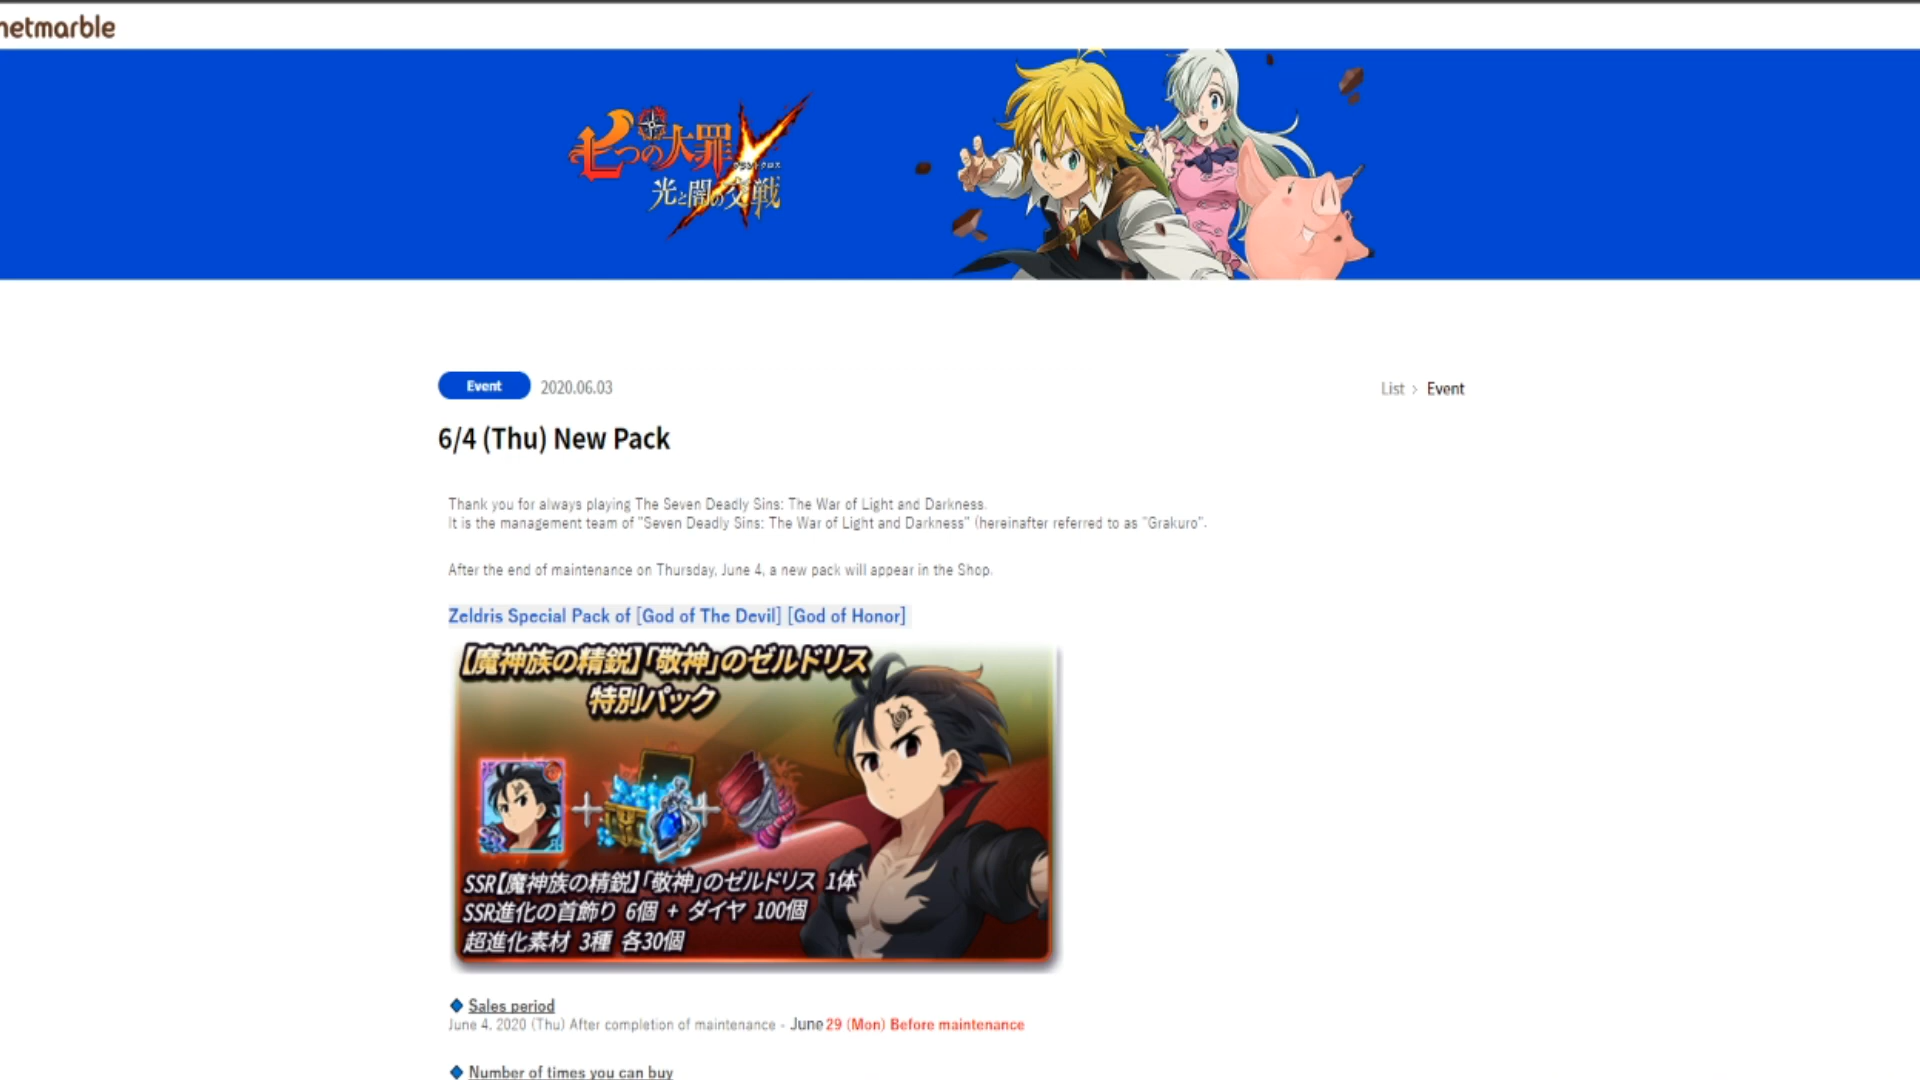 netmarble
七つの大罪
グランドクロス
光と闇の交戦
Event 2020.06.03
List > Event
6/4 (Thu) New Pack
Thank you for always playing The Seven Deadly Sins: The War of Light and Darkness.
It is the management team of "Seven Deadly Sins: The War of Light and Darkness" (hereinafter referred to as "Grakuro".
After the end of maintenance on Thursday, June 4, a new pack will appear in the Shop.
Zeldris Special Pack of [God of The Devil] [God of Honor]
【魔神族の精鋭】「敬神」のゼルドリス
特別パック
SSR【魔神族の精鋭】「敬神」のゼルドリス 1体
SSR進化の首飾り 6個 + ダイヤ 100個
超進化素材 3種 各30個
Sales period
June 4, 2020 (Thu) After completion of maintenance - June 29 (Mon) Before maintenance
Number of times you can buy